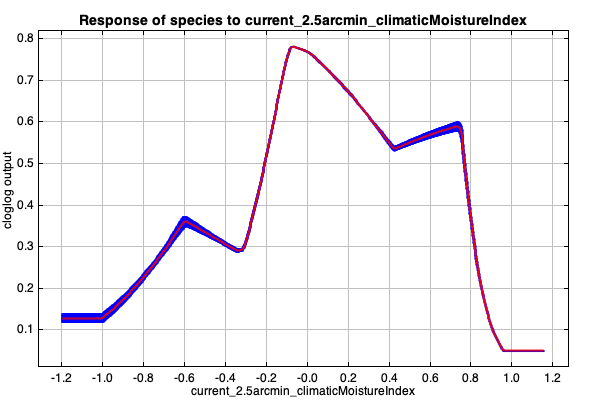 Response of species to current_2.5arcmin_climaticMoistureIndex
0.8
0.7
0.6
0.5
0.4
0.3
0.2
0.1
cloglog output
-1.2 -1.0 -0.8 -0.6 -0.4 -0.2 -0.0 0.2 0.4 0.6 0.8 1.0 1.2
current_2.5arcmin_climaticMoistureIndex